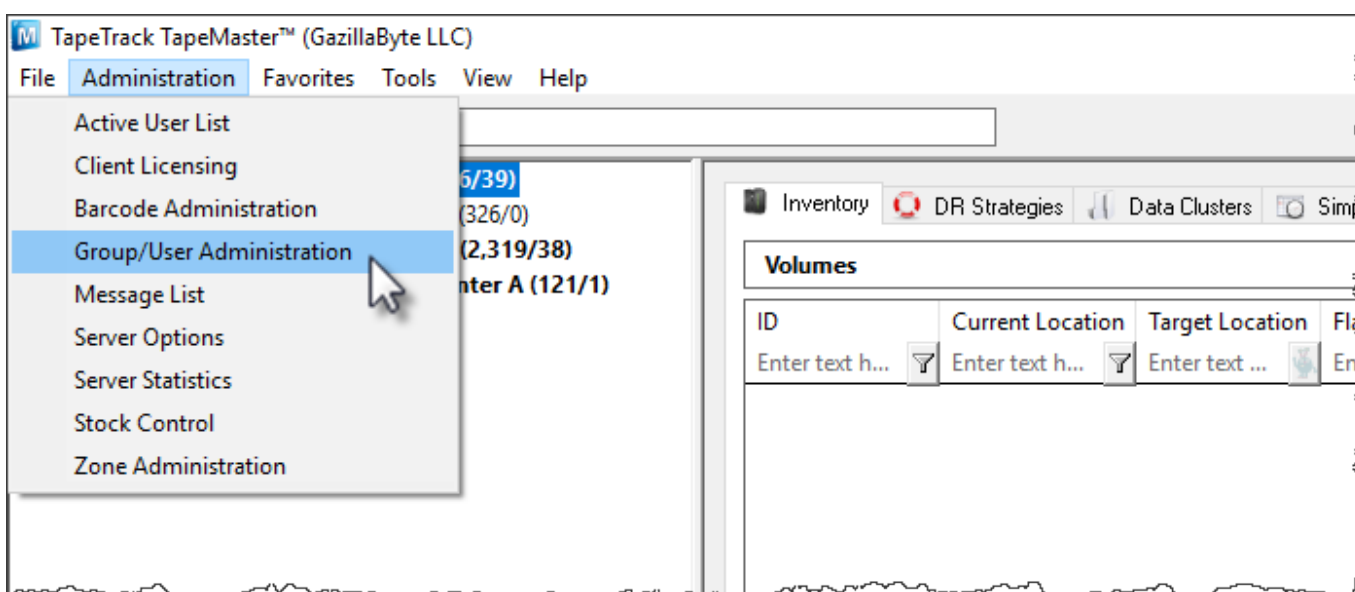 TapeTrack TapeMaster™ (GazillaByte LLC)
File Administration Favorites Tools View Help
Active User List
Client Licensing
Barcode Administration
Group/User Administration
Message List
Server Options
Server Statistics
Stock Control
Zone Administration
6/39)
(326/0)
(2,319/38)
nter A (121/1)
Inventory DR Strategies Data Clusters
Volumes
ID Current Location Target Location
Enter text h... Enter text h... Enter text ...